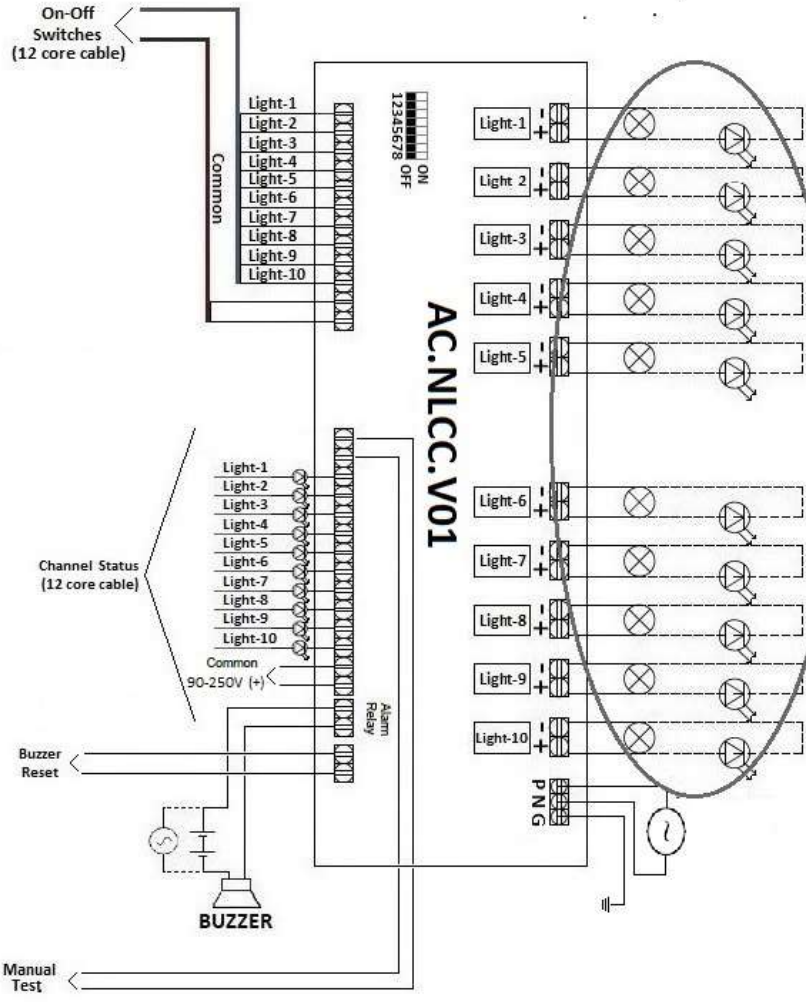 On-Off
Switches
(12 core cable)
Light-1
Light-2
Light-3
Light-4
Light-5
Light-6
Light-7
Light-8
Light-9
Light-10
Common
12345678
ON
OFF
AC.NLCC.V01
Light-1
- +
Light 2
- +
Light-3
- +
Light-4
- +
Light-5
- +
Light-6
- +
Light-7
- +
Light-8
- +
Light-9
- +
Light-10
- +
P N G
Channel Status
(12 core cable)
Light-1
Light-2
Light-3
Light-4
Light-5
Light-6
Light-7
Light-8
Light-9
Light-10
Common
90-250V (+)
Alarm
Relay
Buzzer
Reset
BUZZER
Manual
Test